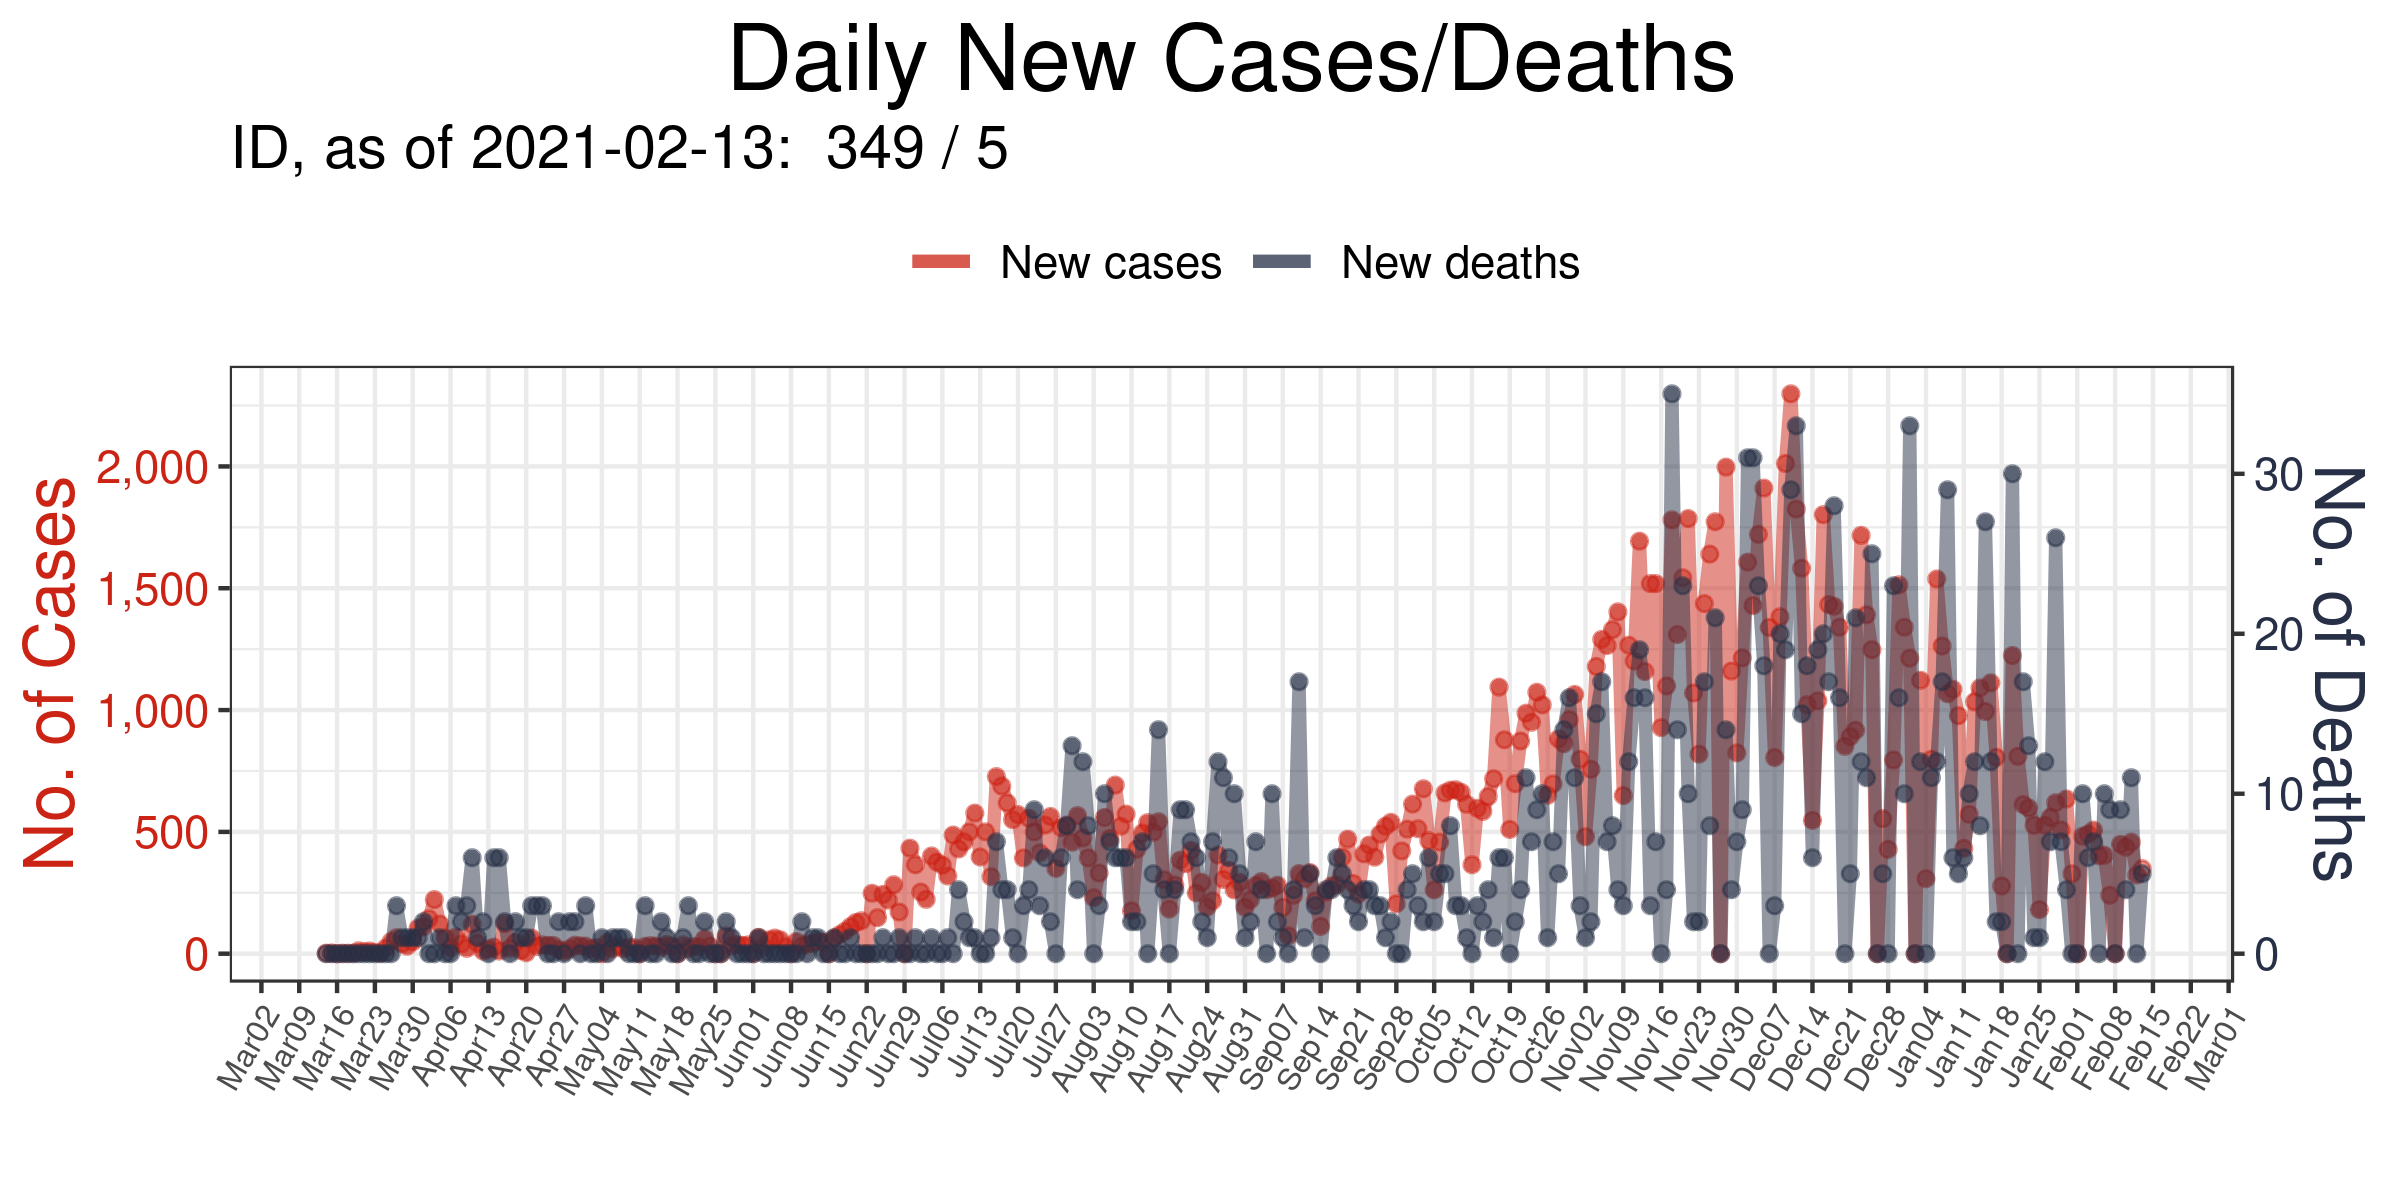 Daily New Cases/Deaths
ID, as of 2021-02-13:  349 / 5
New cases
New deaths
No. of Cases
2,000
1,500
1,000
500
0
30
20
10
0
No. of Deaths
Mar02
Mar09
Mar16
Mar23
Mar30
Apr06
Apr13
Apr20
Apr27
May04
May11
May18
May25
Jun01
Jun08
Jun15
Jun22
Jun29
Jul06
Jul13
Jul20
Jul27
Aug03
Aug10
Aug17
Aug24
Aug31
Sep07
Sep14
Sep21
Sep28
Oct05
Oct12
Oct19
Oct26
Nov02
Nov09
Nov16
Nov23
Nov30
Dec07
Dec14
Dec21
Dec28
Jan04
Jan11
Jan18
Jan25
Feb01
Feb08
Feb15
Feb22
Mar01